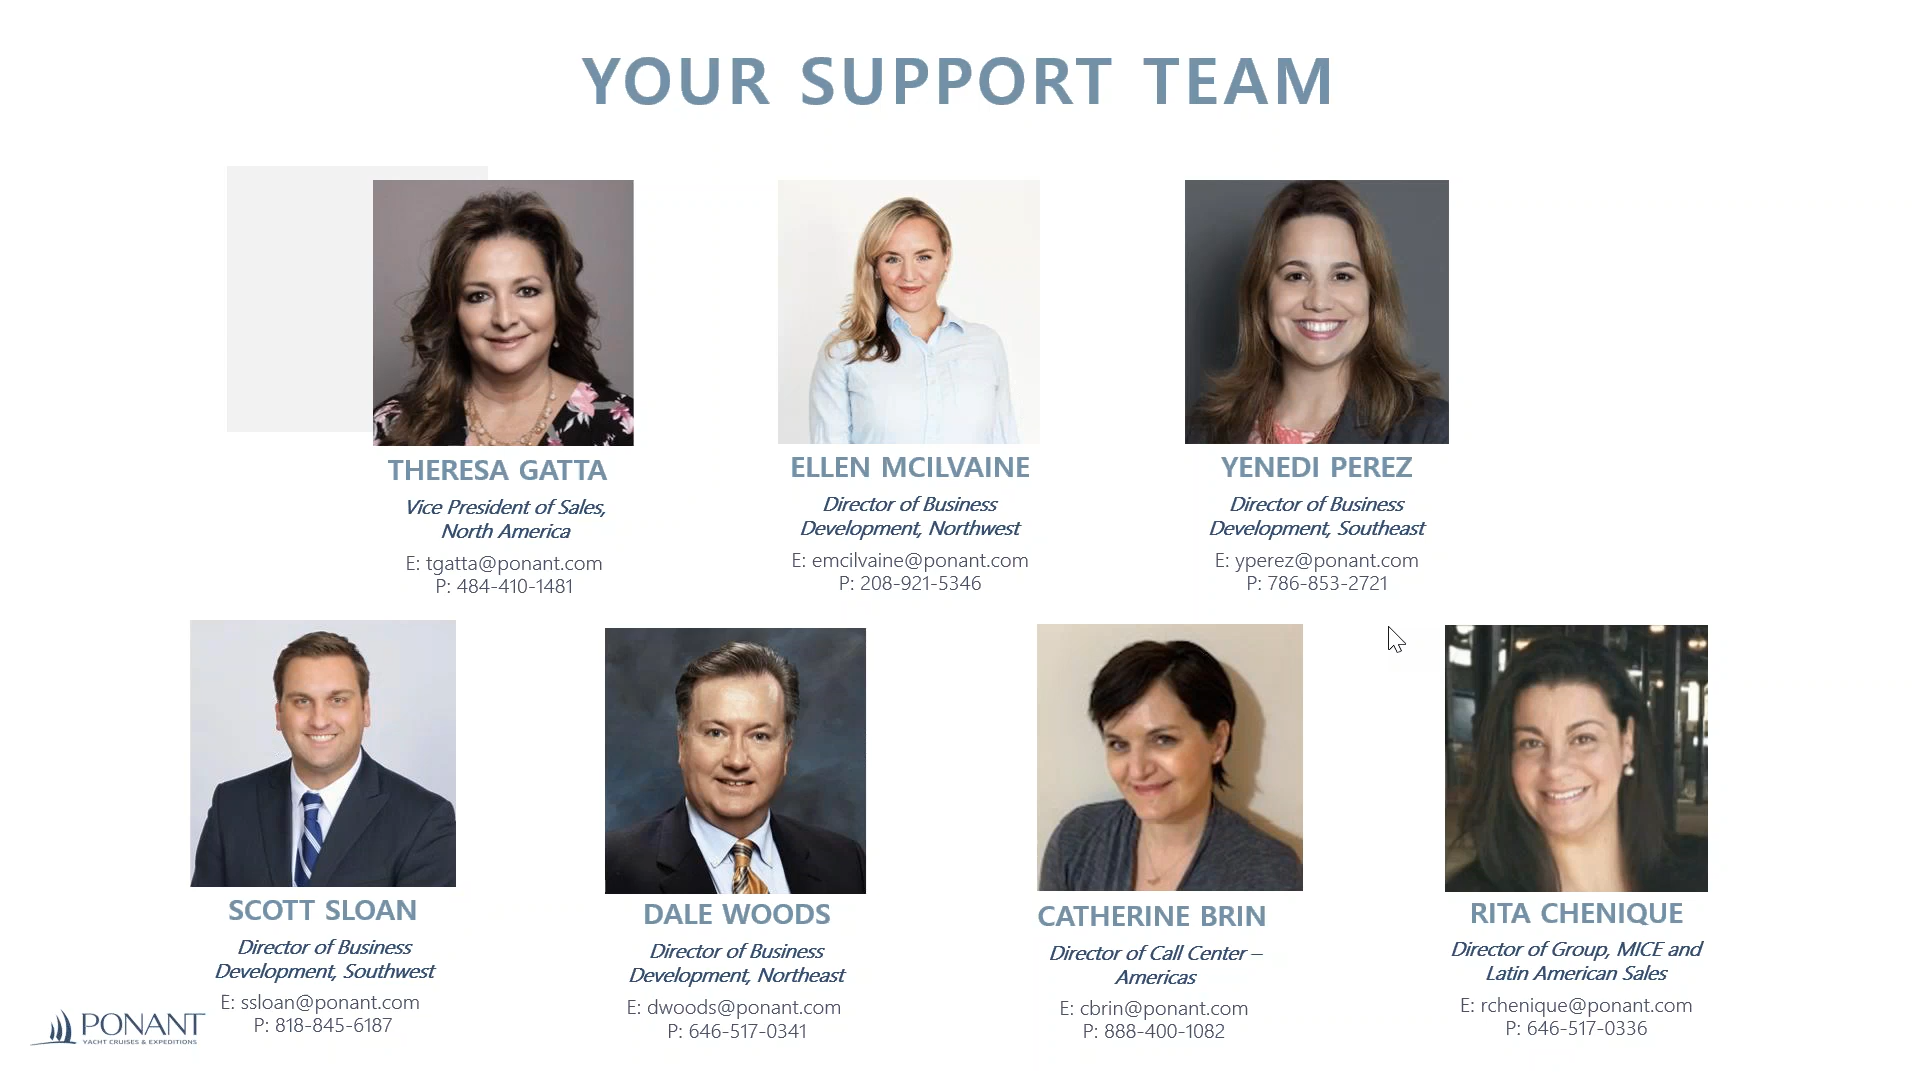 YOUR SUPPORT TEAM
THERESA GATTA
Vice President of Sales,
North America
E: tgatta@ponant.com
P: 484-410-1481
ELLEN MCILVAINE
Director of Business
Development, Northwest
E: emcilvaine@ponant.com
P: 208-921-5346
YENEDI PEREZ
Director of Business
Development, Southeast
E: yperez@ponant.com
P: 786-853-2721
SCOTT SLOAN
Director of Business
Development, Southwest
E: ssloan@ponant.com
P: 818-845-6187
DALE WOODS
Director of Business
Development, Northeast
E: dwoods@ponant.com
P: 646-517-0341
CATHERINE BRIN
Director of Call Center –
Americas
E: cbrin@ponant.com
P: 888-400-1082
RITA CHENIQUE
Director of Group, MICE and
Latin American Sales
E: rchenique@ponant.com
P: 646-517-0336
PONANT
YACHT CRUISES & EXPEDITIONS